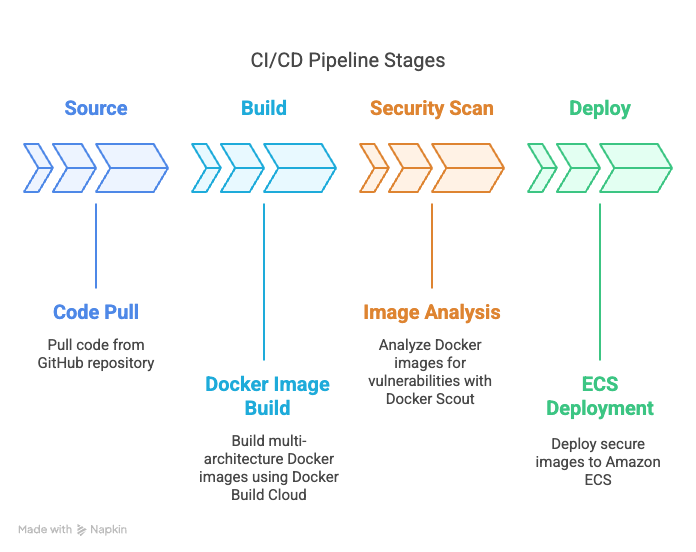 CI/CD Pipeline Stages
Source
Build
Security Scan
Deploy
Code Pull
Pull code from
GitHub repository
Docker Image
Build
Build multi-
architecture Docker
images using Docker
Build Cloud
Image Analysis
Analyze Docker
images for
vulnerabilities with
Docker Scout
ECS
Deployment
Deploy secure
images to Amazon
ECS
Made with Napkin